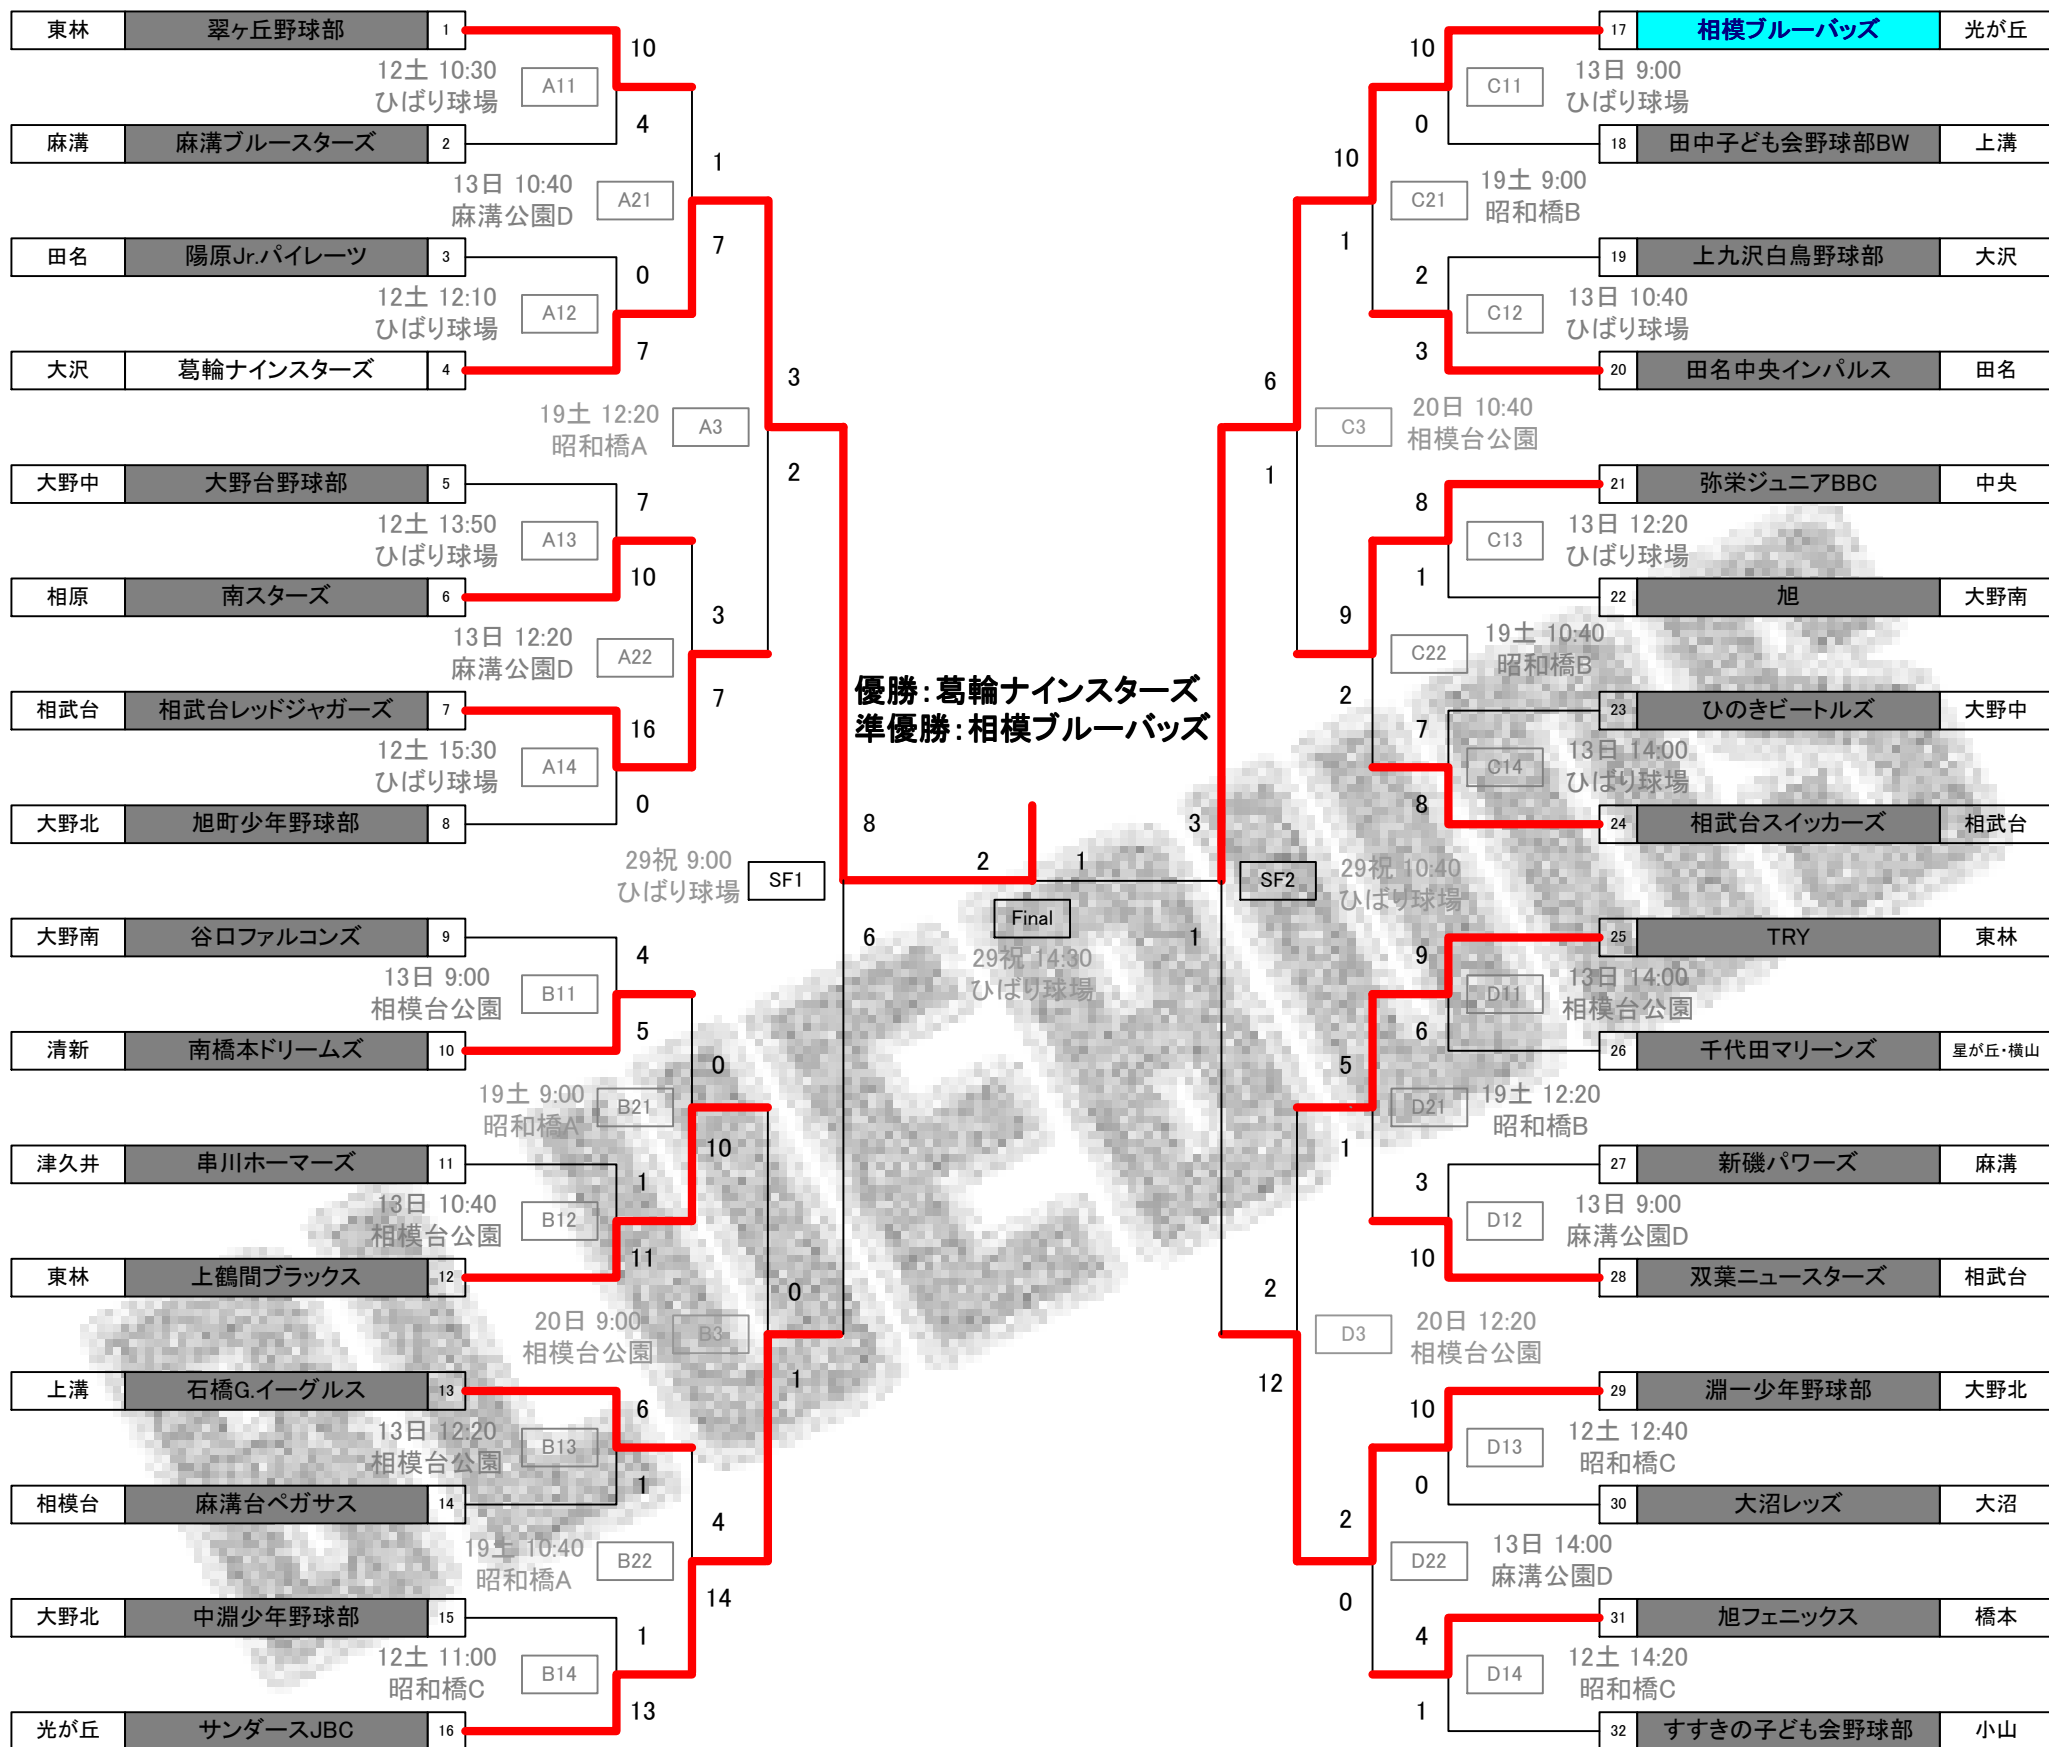 東林 翠ヶ丘野球部 1
10
12土 10:30
ひばり球場
A11
4
麻溝 麻溝ブルースターズ 2
1
13日 10:40
麻溝公園D
A21
7
田名 陽原Jr.パイレーツ 3
0
12土 12:10
ひばり球場
A12
7
大沢 葛輪ナインスターズ 4
3
19土 12:20
昭和橋A
A3
2
大野中 大野台野球部 5
7
12土 13:50
ひばり球場
A13
10
相原 南スターズ 6
3
13日 12:20
麻溝公園D
A22
7
相武台 相武台レッドジャガーズ 7
16
12土 15:30
ひばり球場
A14
0
大野北 旭町少年野球部 8
8
29祝 9:00
ひばり球場
SF1
6
大野南 谷口ファルコンズ 9
4
13日 9:00
相模台公園
B11
5
清新 南橋本ドリームズ 10
0
19土 9:00
昭和橋A
B21
10
津久井 串川ホーマーズ 11
1
13日 10:40
相模台公園
B12
11
東林 上鶴間ブラックス 12
0
20日 9:00
相模台公園
B3
1
上溝 石橋G.イーグルス 13
6
13日 12:20
相模台公園
B13
1
相模台 麻溝台ペガサス 14
4
19土 10:40
昭和橋A
B22
14
大野北 中淵少年野球部 15
1
12土 11:00
昭和橋C
B14
13
光が丘 サンダースJBC 16
優勝：葛輪ナインスターズ
準優勝：相模ブルーバッズ
2
1
Final
29祝 14:30
ひばり球場
17 相模ブルーバッズ 光が丘
10
C11
13日 9:00
ひばり球場
0
18 田中子ども会野球部BW 上溝
10
C21
19土 9:00
昭和橋B
1
19 上九沢白鳥野球部 大沢
2
C12
13日 10:40
ひばり球場
3
20 田名中央インパルス 田名
6
C3
20日 10:40
相模台公園
1
21 弥栄ジュニアBBC 中央
8
C13
13日 12:20
ひばり球場
1
22 旭 大野南
9
C22
19土 10:40
昭和橋B
2
23 ひのきビートルズ 大野中
7
C14
13日 14:00
ひばり球場
8
24 相武台スイッカーズ 相武台
3
SF2
29祝 10:40
ひばり球場
1
25 TRY 東林
9
D11
13日 14:00
相模台公園
6
26 千代田マリーンズ 星が丘・横山
5
D21
19土 12:20
昭和橋B
1
27 新磯パワーズ 麻溝
3
D12
13日 9:00
麻溝公園D
10
28 双葉ニュースターズ 相武台
2
D3
20日 12:20
相模台公園
12
29 淵一少年野球部 大野北
10
D13
12土 12:40
昭和橋C
0
30 大沼レッズ 大沼
2
D22
13日 14:00
麻溝公園D
0
31 旭フェニックス 橋本
4
D14
12土 14:20
昭和橋C
1
32 すすきの子ども会野球部 小山